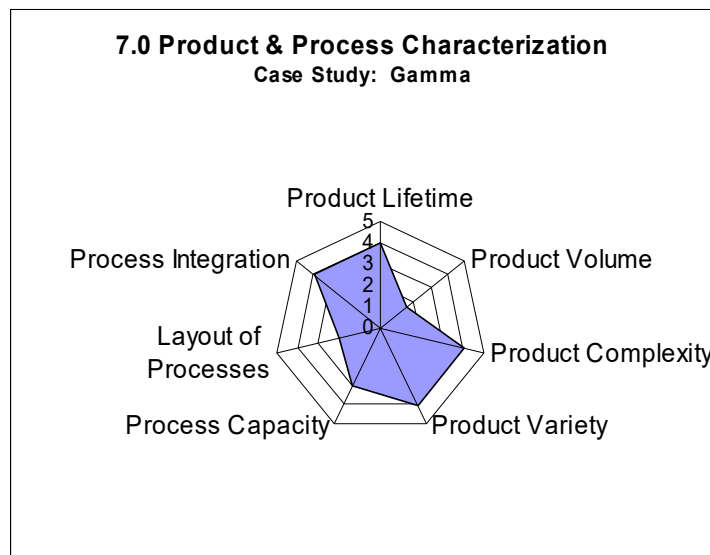 7.0 Product & Process Characterization
Case Study: Gamma
Product Lifetime
5
4
3
2
1
0
Process Integration
Product Volume
Layout of
Processes
Product Complexity
Process Capacity
Product Variety